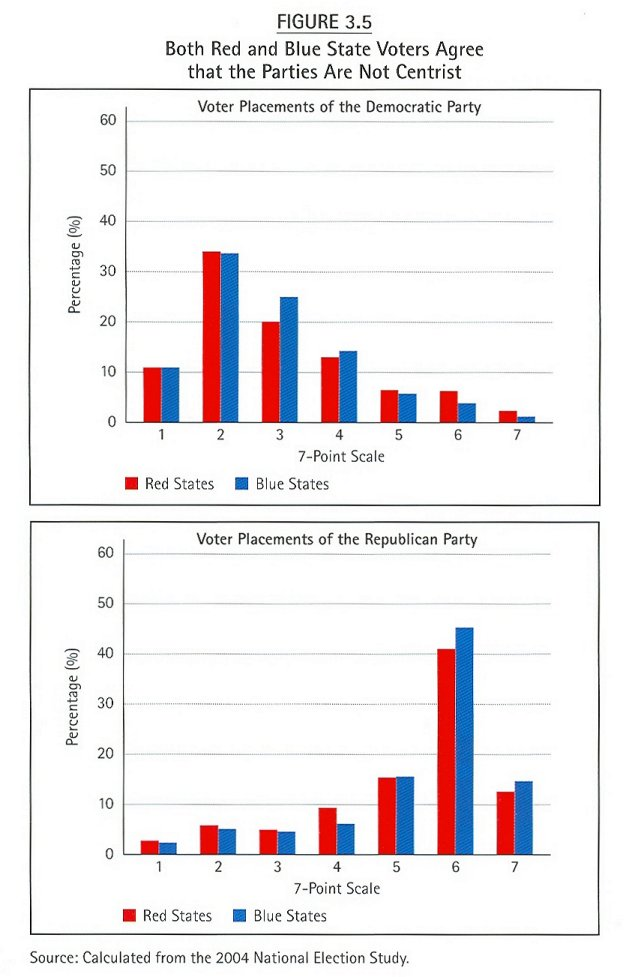 FIGURE 3.5
Both Red and Blue State Voters Agree
that the Parties Are Not Centrist
Voter Placements of the Democratic Party
60
50
40
30
20
10
0
Percentage (%)
1 2 3 4 5 6 7
7-Point Scale
Red States Blue States
Voter Placements of the Republican Party
60
50
40
30
20
10
0
Percentage (%)
1 2 3 4 5 6 7
7-Point Scale
Red States Blue States
Source: Calculated from the 2004 National Election Study.